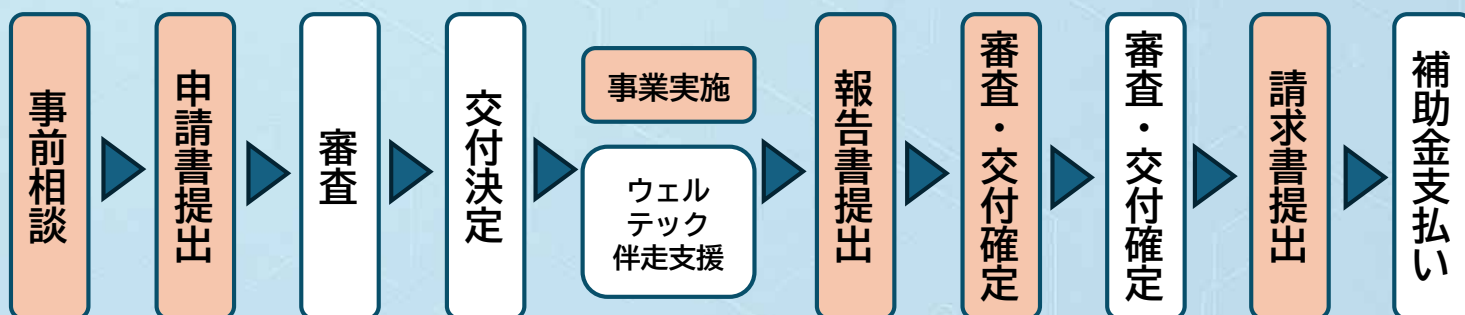 事前相談
申請書提出
審査
交付決定
事業実施
ウェル
テック
伴走支援
報告書提出
審査・交付確定
審査・交付確定
請求書提出
補助金支払い